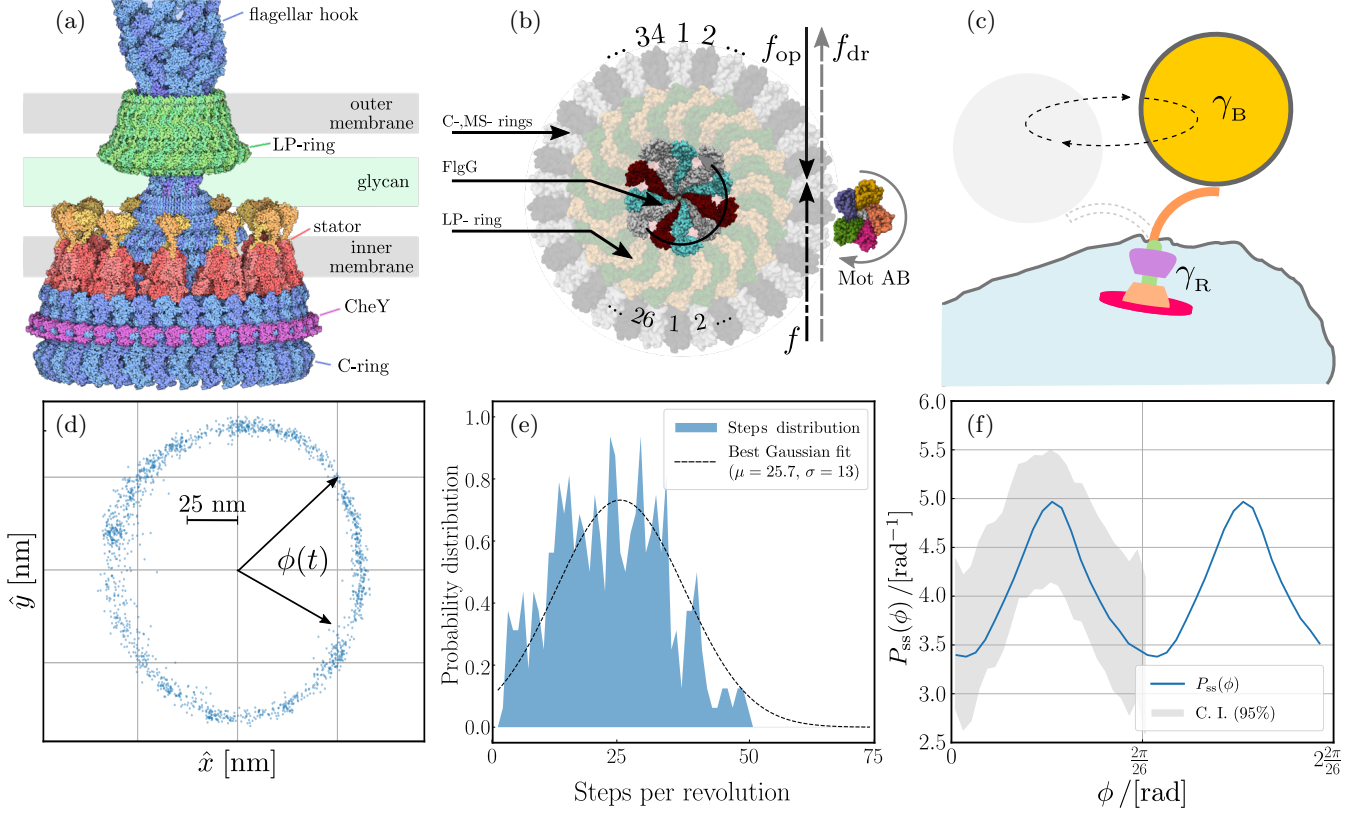 (a)
flagellar hook
outer
membrane
LP-ring
glycan
stator
inner
membrane
CheY
C-ring
(b)
... 34 1 2 ...
f_op
f_dr
C-,MS- rings
FlgG
LP- ring
Mot AB
... 26 1 2 ...
f
(c)
γ_B
γ_R
(d)
25 nm
ϕ(t)
ŷ [nm]
x̂ [nm]
(e)
Steps distribution
Best Gaussian fit
(μ = 25.7, σ = 13)
Probability distribution
1.0
0.8
0.6
0.4
0.2
0.0
0
25
50
75
Steps per revolution
(f)
P_ss(ϕ) /[rad⁻¹]
6.0
5.5
5.0
4.5
4.0
3.5
3.0
2.5
P_ss(ϕ)
C. I. (95%)
0
2π/26
2 2π/26
ϕ /[rad]